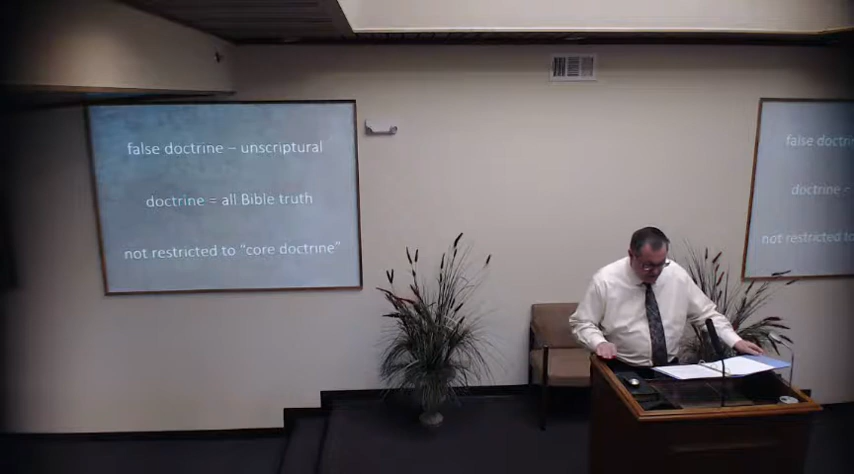 false doctrine – unscriptural
doctrine = all Bible truth
not restricted to “core doctrine”
false doctri
doctrine =
not restricted to